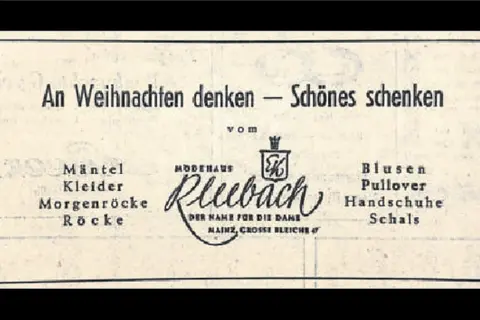 An Weihnachten denken — Schönes schenken
vom
Mäntel
Kleider
Morgenröcke
Röcke
MODEHAUS
DER NAME FÜR DIE DAME
MAINZ, GROSSE BLEICHE
Blusen
Pullover
Handschuhe
Schals